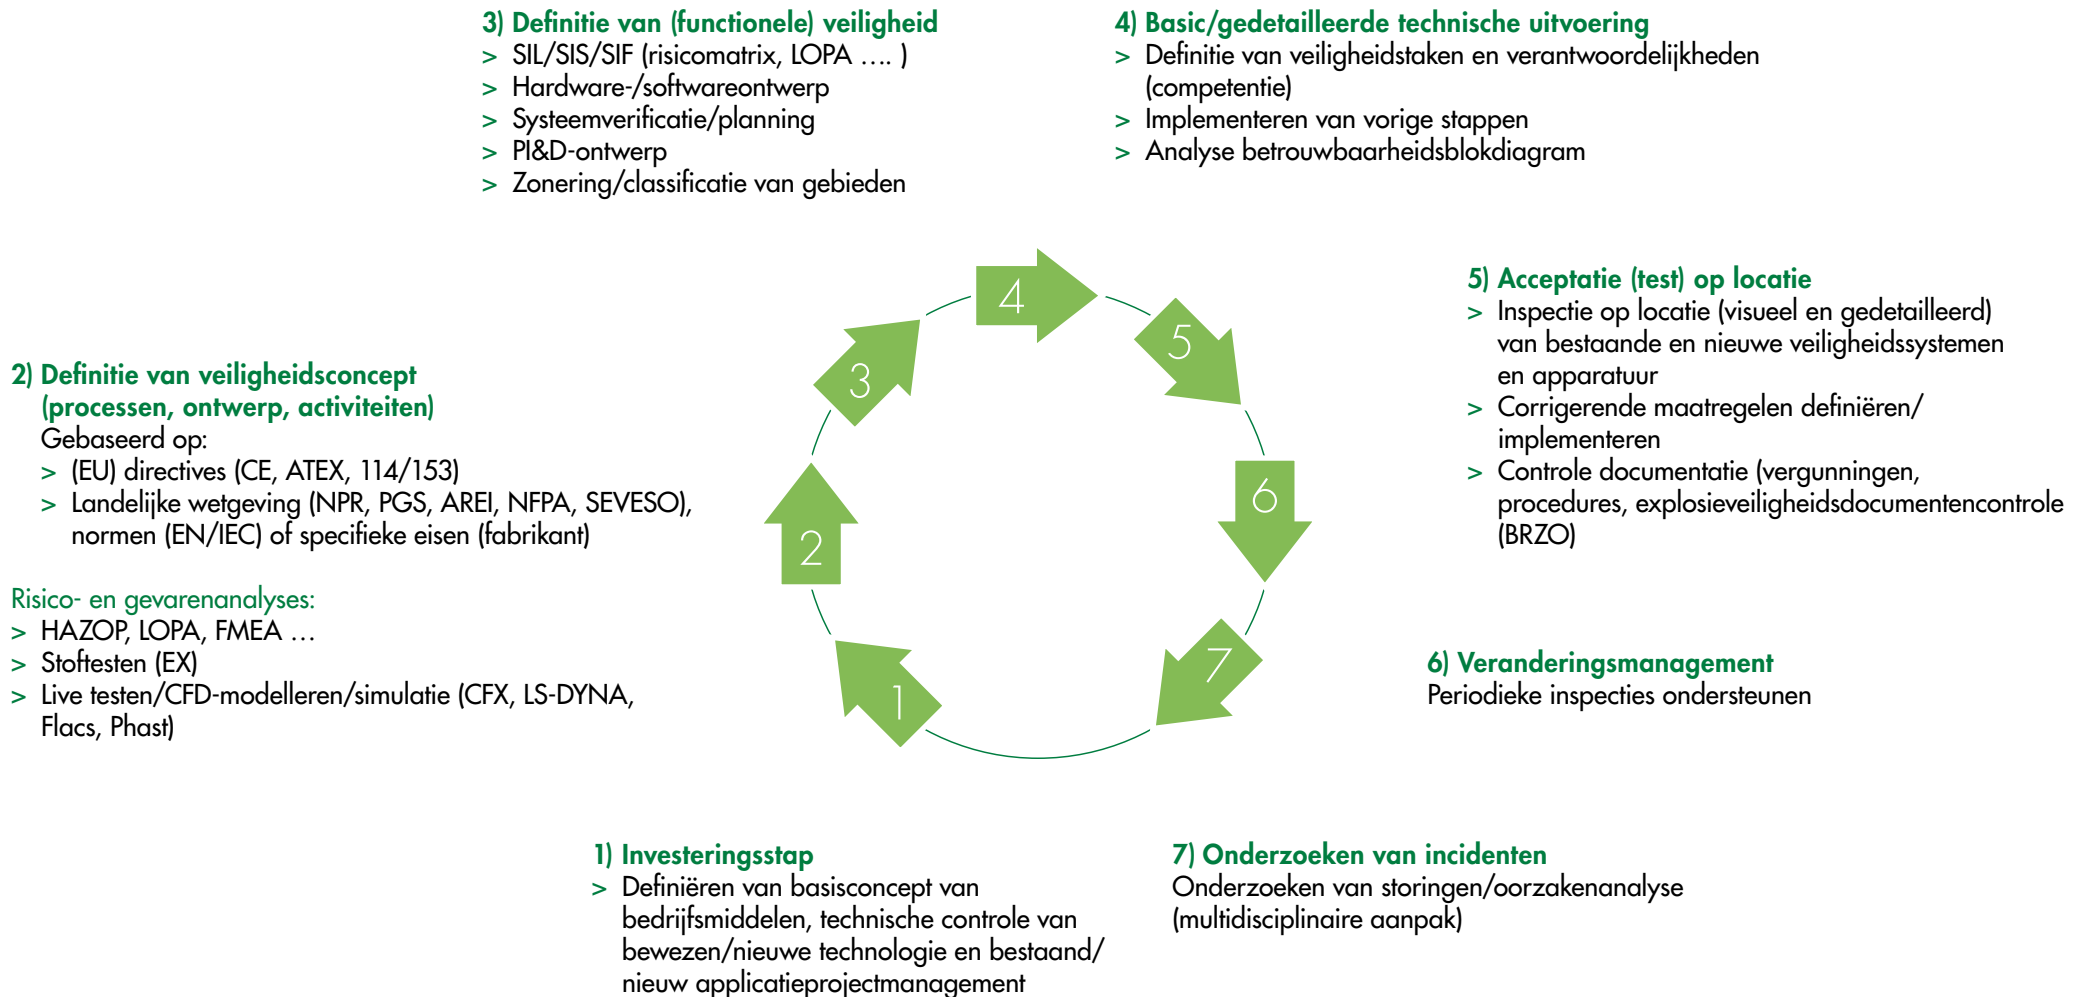 3) Definitie van (functionele) veiligheid
> SIL/SIS/SIF (risicomatrix, LOPA .... )
> Hardware-/softwareontwerp
> Systeemverificatie/planning
> PI&D-ontwerp
> Zonering/classificatie van gebieden
4) Basic/gedetailleerde technische uitvoering
> Definitie van veiligheidstaken en verantwoordelijkheden
(competentie)
> Implementeren van vorige stappen
> Analyse betrouwbaarheidsblokdiagram
5) Acceptatie (test) op locatie
> Inspectie op locatie (visueel en gedetailleerd)
van bestaande en nieuwe veiligheidssystemen
en apparatuur
> Corrigerende maatregelen definiëren/
implementeren
> Controle documentatie (vergunningen,
procedures, explosieveiligheidsdocumentencontrole
(BRZO)
2) Definitie van veiligheidsconcept
(processen, ontwerp, activiteiten)
Gebaseerd op:
> (EU) directives (CE, ATEX, 114/153)
> Landelijke wetgeving (NPR, PGS, AREI, NFPA, SEVESO),
normen (EN/IEC) of specifieke eisen (fabrikant)
Risico- en gevarenanalyses:
> HAZOP, LOPA, FMEA …
> Stoftesten (EX)
> Live testen/CFD-modelleren/simulatie (CFX, LS-DYNA,
Flacs, Phast)
4
5
3
6
2
7
1
6) Veranderingsmanagement
Periodieke inspecties ondersteunen
1) Investeringsstap
> Definiëren van basisconcept van
bedrijfsmiddelen, technische controle van
bewezen/nieuwe technologie en bestaand/
nieuw applicatieprojectmanagement
7) Onderzoeken van incidenten
Onderzoeken van storingen/oorzakenanalyse
(multidisciplinaire aanpak)